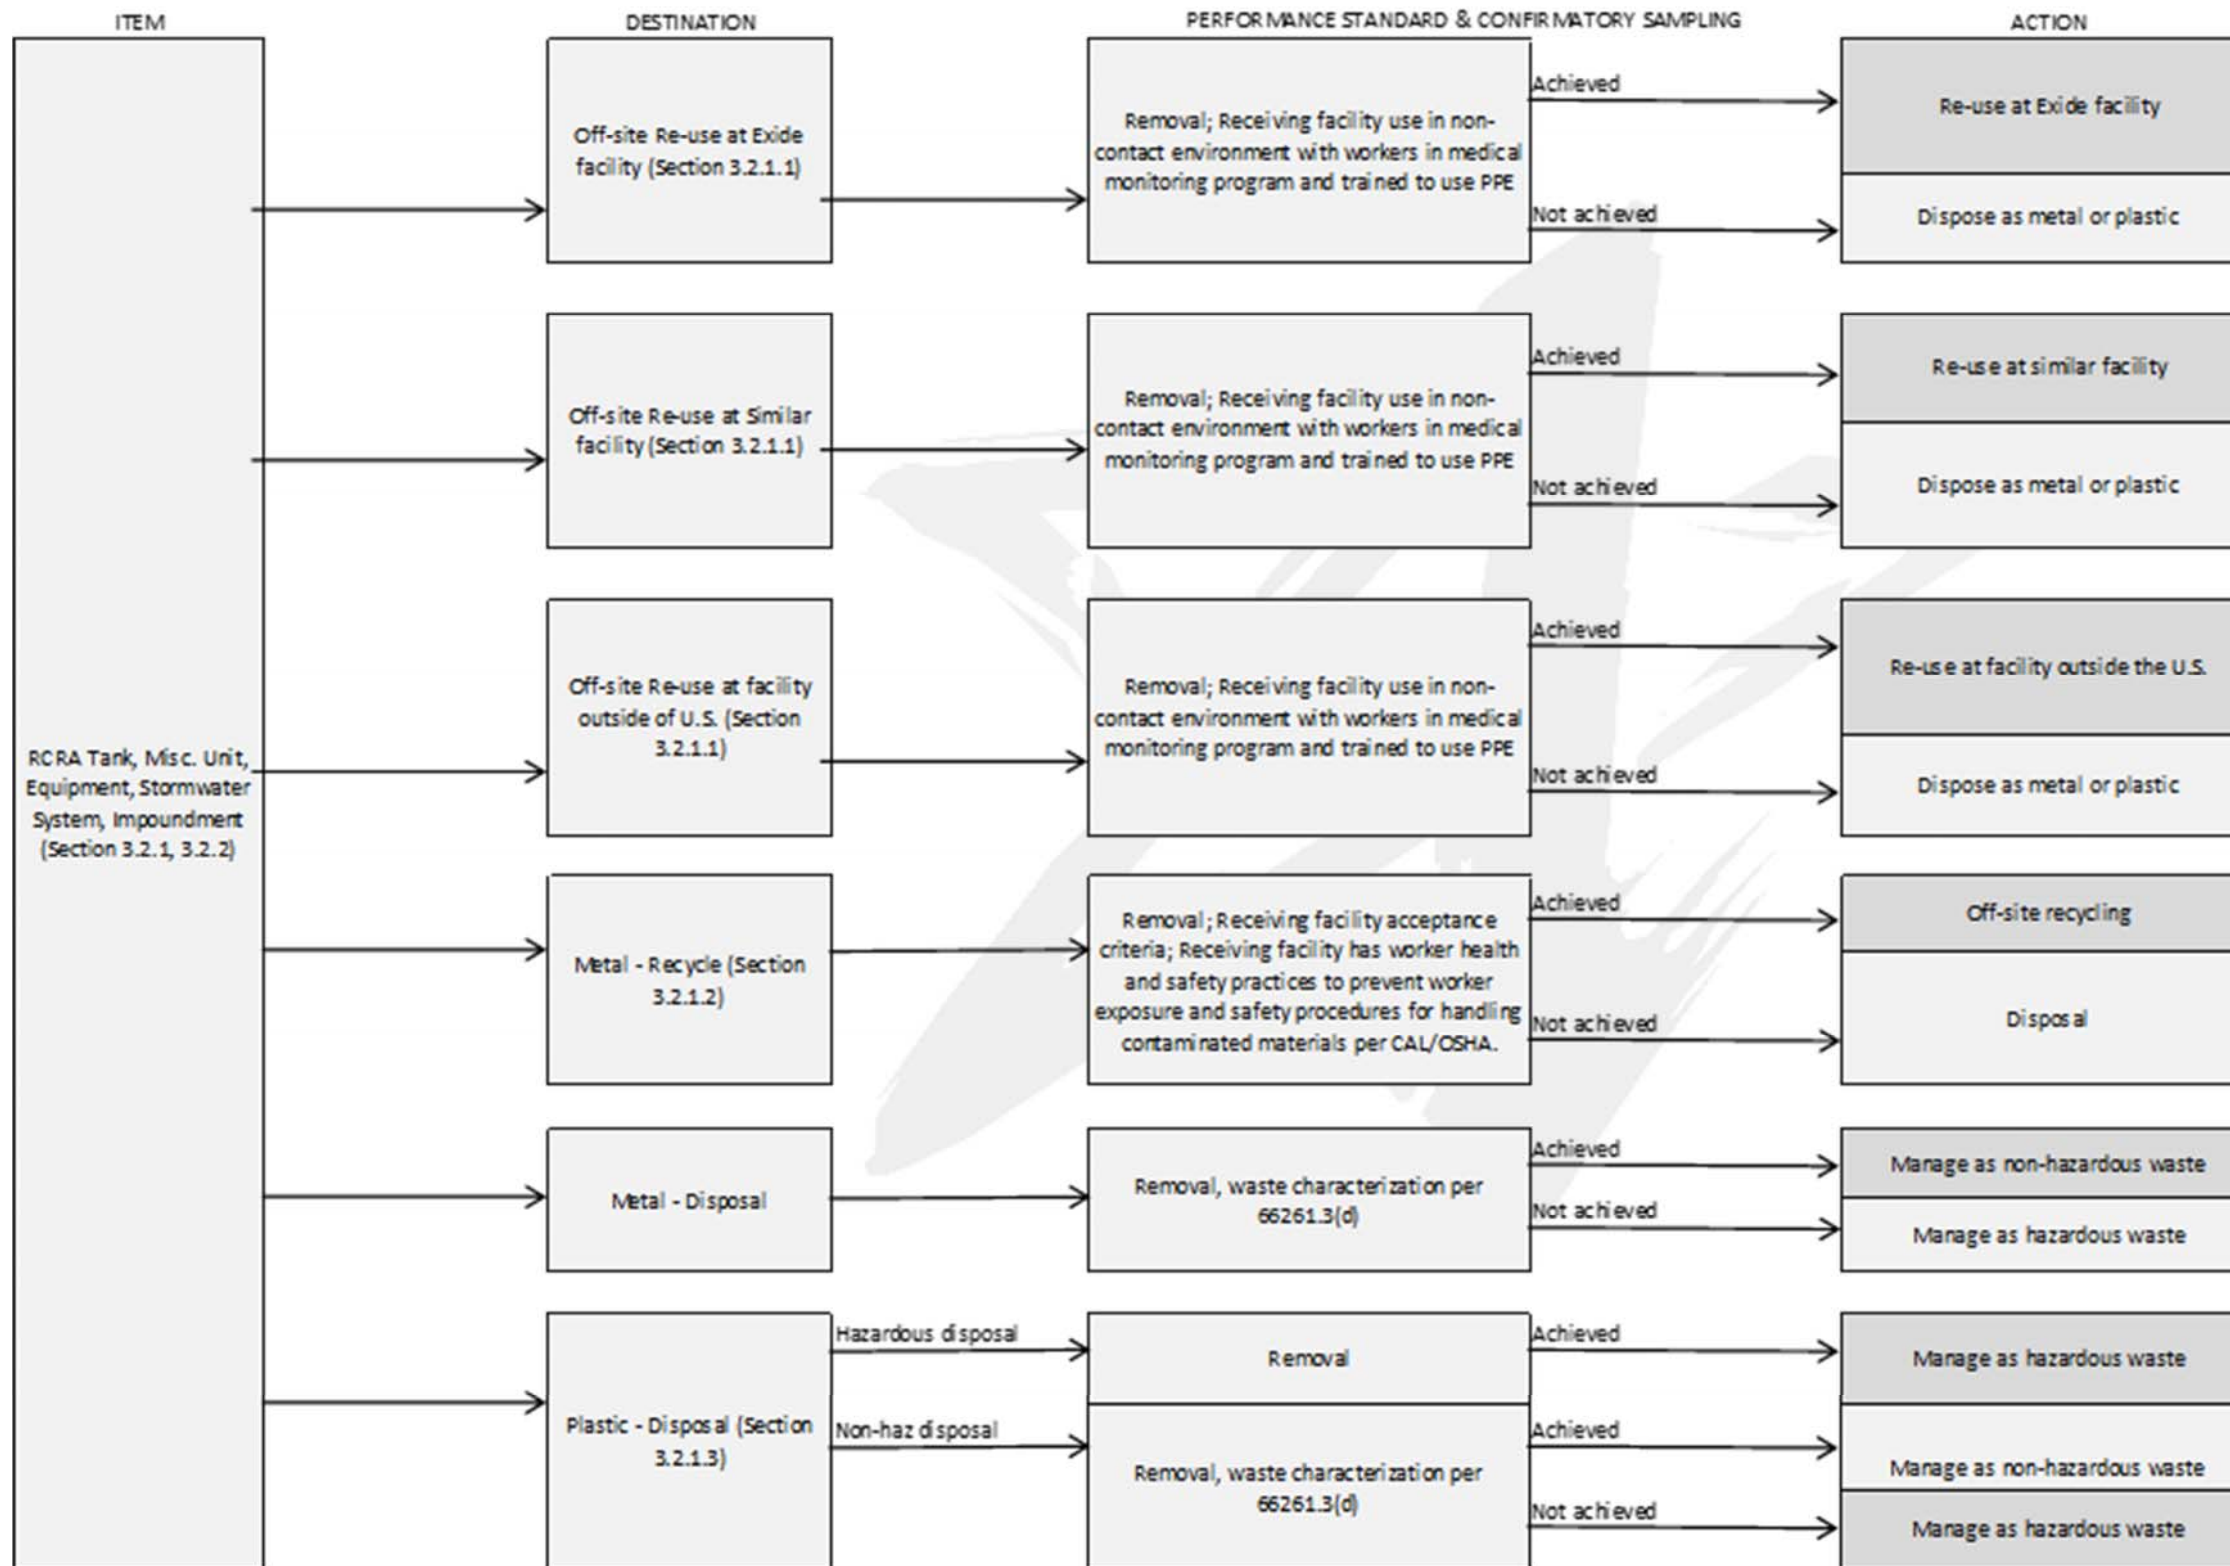 ITEM
DESTINATION
PERFORMANCE STANDARD & CONFIRMATORY SAMPLING
ACTION
RCRA Tank, Misc. Unit,
Equipment, Stormwater
System, Impoundment
(Section 3.2.1, 3.2.2)
Off-site Re-use at Exide
facility (Section 3.2.1.1)
Removal; Receiving facility use in non-
contact environment with workers in medical
monitoring program and trained to use PPE
Achieved
Re-use at Exide facility
Not achieved
Dispose as metal or plastic
Off-site Re-use at Similar
facility (Section 3.2.1.1)
Removal; Receiving facility use in non-
contact environment with workers in medical
monitoring program and trained to use PPE
Achieved
Re-use at similar facility
Not achieved
Dispose as metal or plastic
Off-site Re-use at facility
outside of U.S. (Section
3.2.1.1)
Removal; Receiving facility use in non-
contact environment with workers in medical
monitoring program and trained to use PPE
Achieved
Re-use at facility outside the U.S.
Not achieved
Dispose as metal or plastic
Metal - Recycle (Section
3.2.1.2)
Removal; Receiving facility acceptance
criteria; Receiving facility has worker health
and safety practices to prevent worker
exposure and safety procedures for handling
contaminated materials per CAL/OSHA.
Achieved
Off-site recycling
Not achieved
Disposal
Metal - Disposal
Removal, waste characterization per
66261.3(d)
Achieved
Manage as non-hazardous waste
Not achieved
Manage as hazardous waste
Plastic - Disposal (Section
3.2.1.3)
Hazardous disposal
Removal
Achieved
Manage as hazardous waste
Non-haz disposal
Removal, waste characterization per
66261.3(d)
Achieved
Manage as non-hazardous waste
Not achieved
Manage as hazardous waste